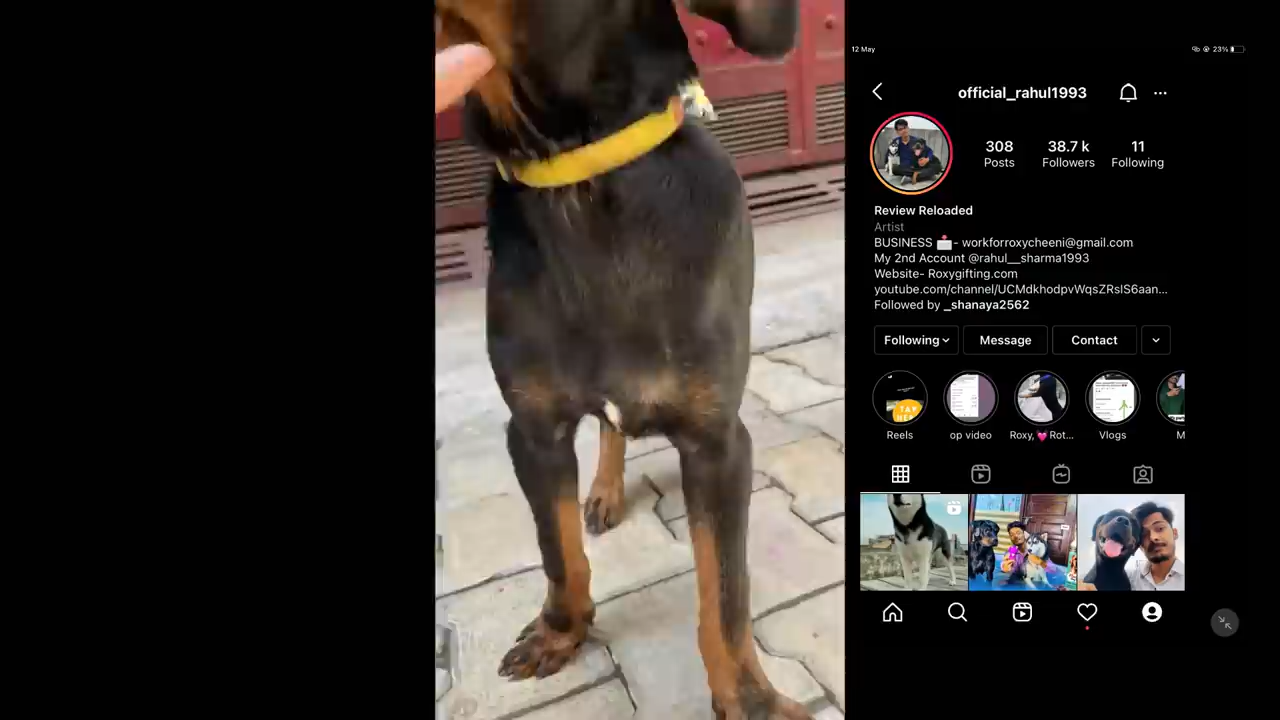 12 May
23%
official_rahul1993
308
Posts
38.7 k
Followers
11
Following
Review Reloaded
Artist
BUSINESS 📩- workforroxycheeni@gmail.com
My 2nd Account @rahul__sharma1993
Website- Roxygifting.com
youtube.com/channel/UCMdkhodpvWqsZRslS6aan...
Followed by _shanaya2562
Following
Message
Contact
Reels
op video
Roxy,💓Rot...
Vlogs
M